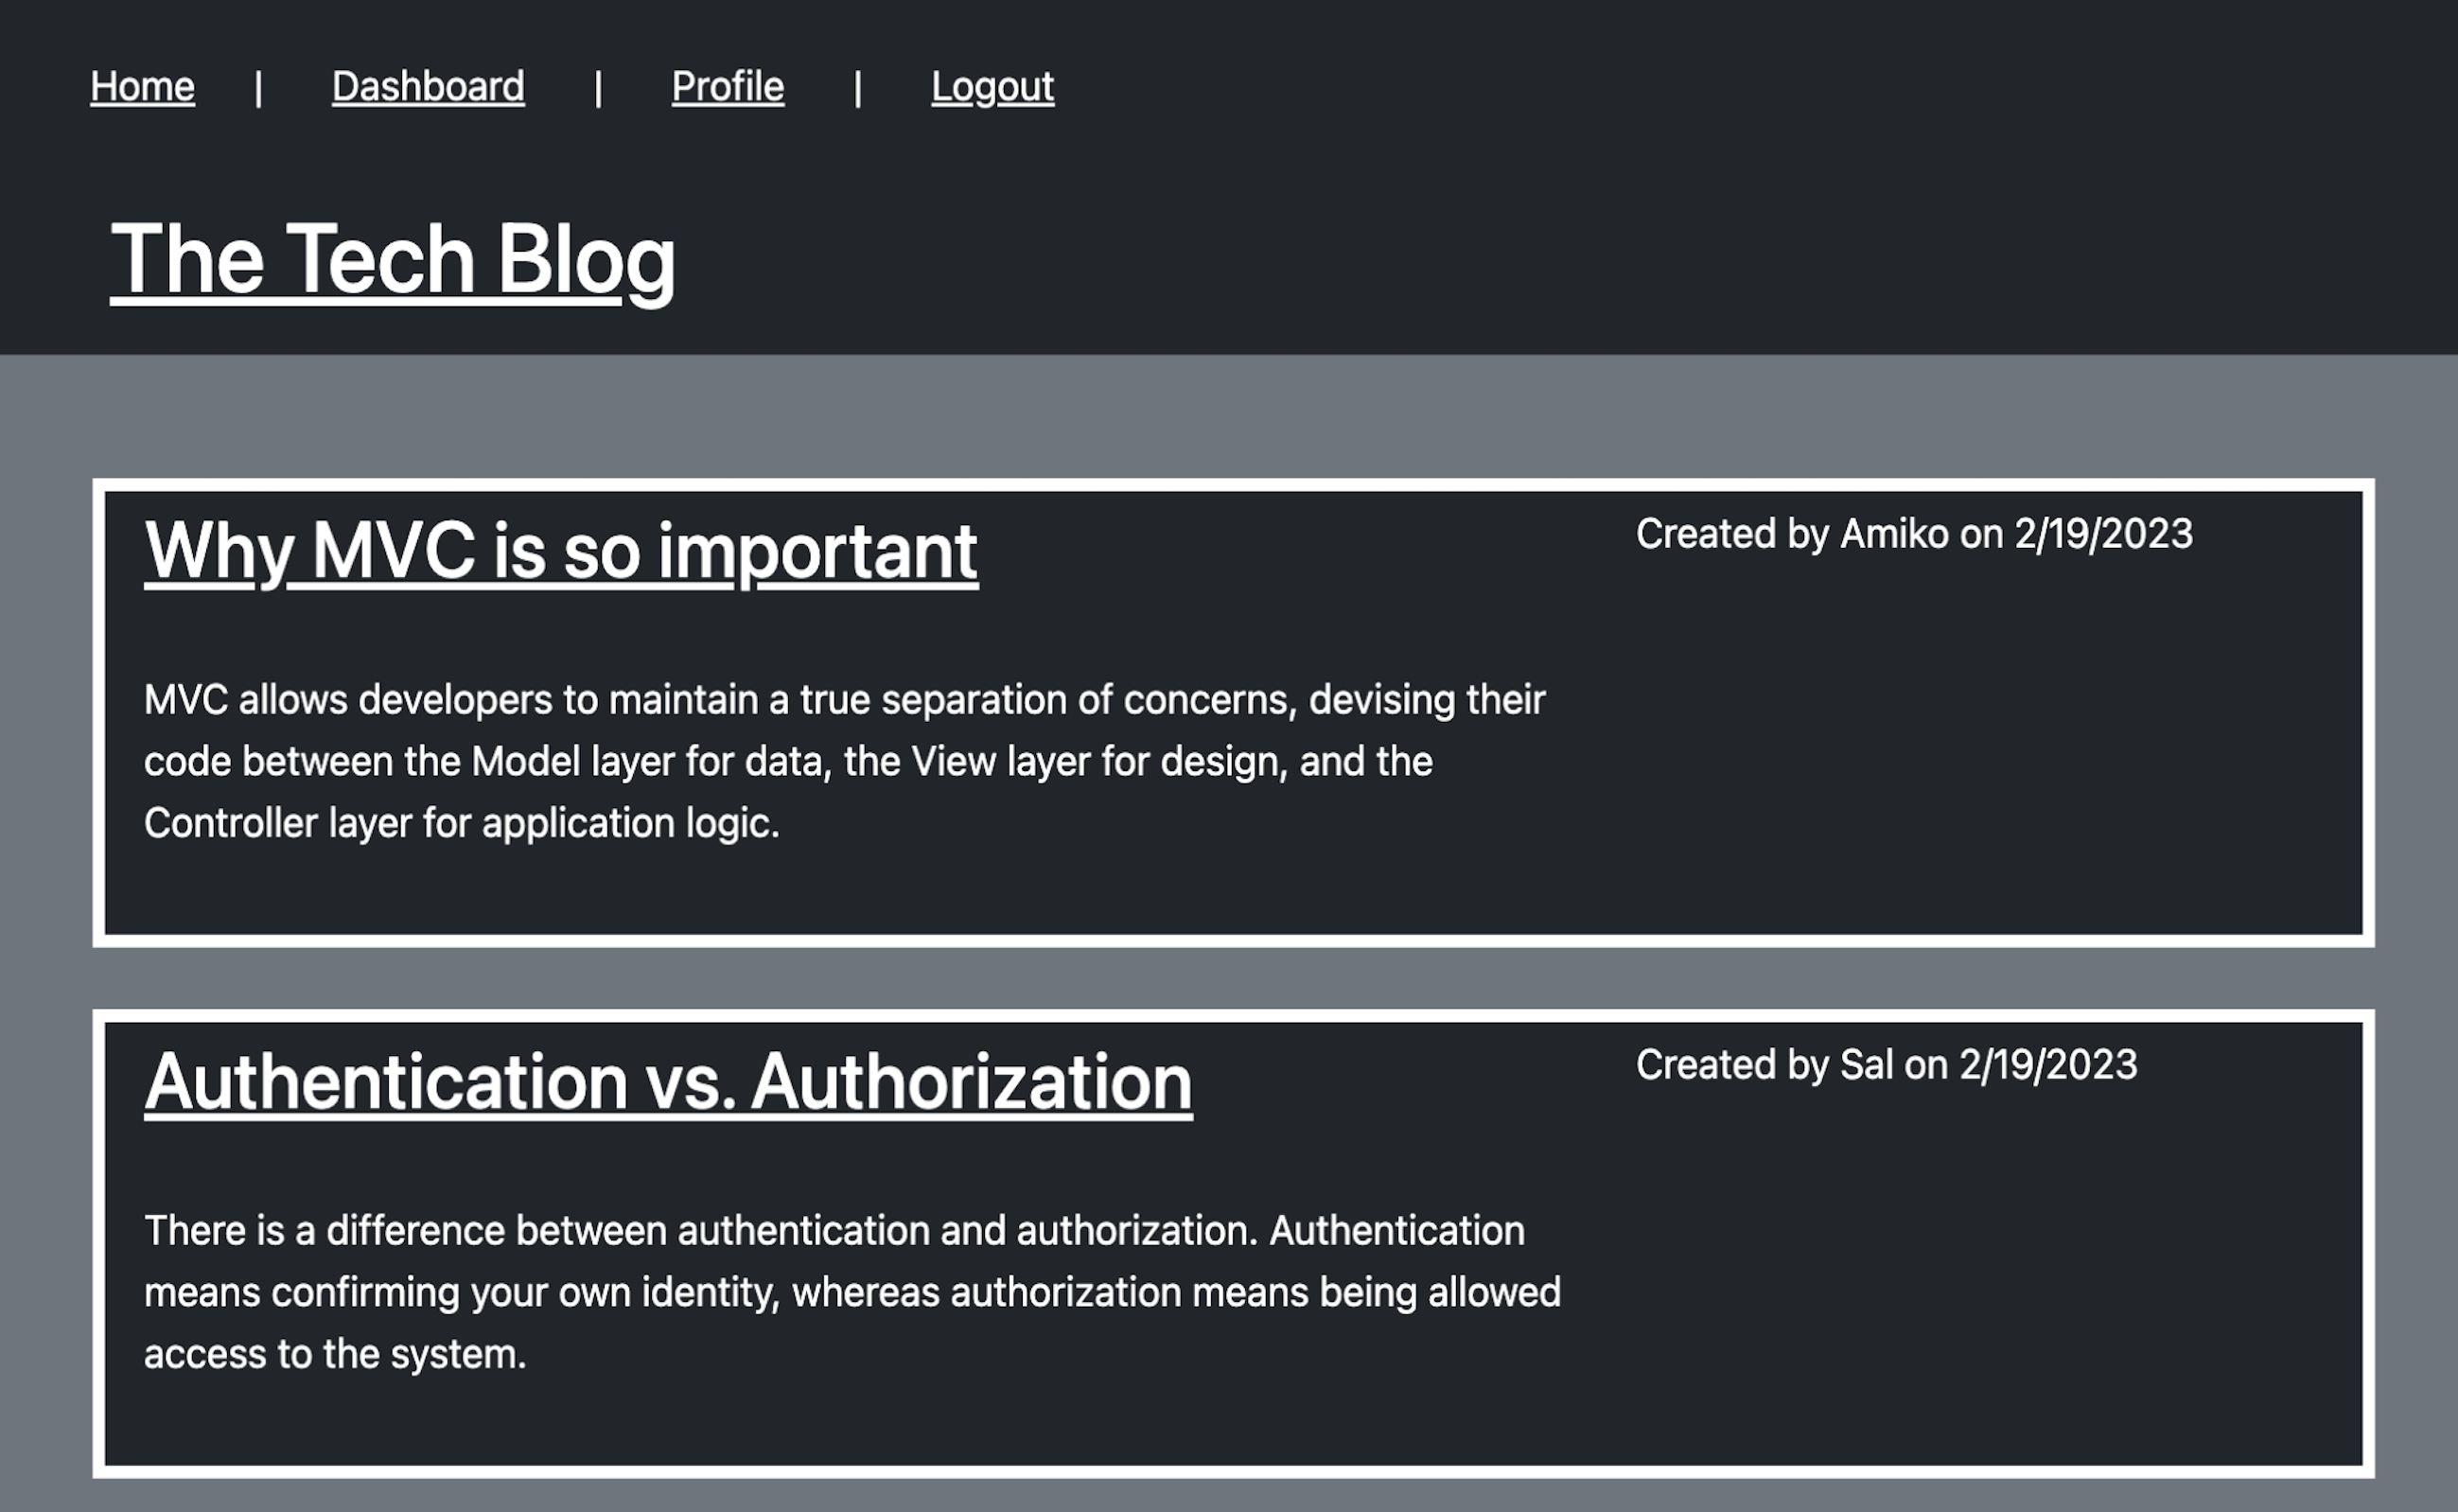 Home | Dashboard | Profile | Logout
The Tech Blog
Why MVC is so important
Created by Amiko on 2/19/2023
MVC allows developers to maintain a true separation of concerns, devising their
code between the Model layer for data, the View layer for design, and the
Controller layer for application logic.
Authentication vs. Authorization
Created by Sal on 2/19/2023
There is a difference between authentication and authorization. Authentication
means confirming your own identity, whereas authorization means being allowed
access to the system.